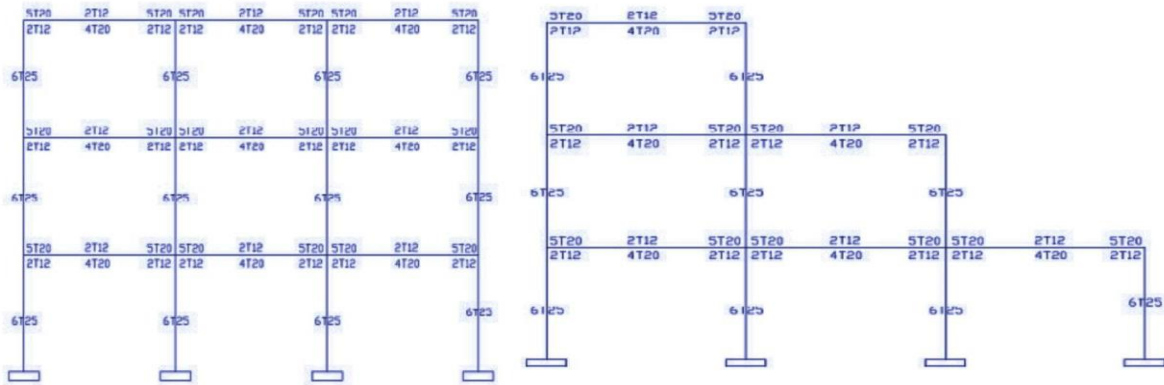 5T20 2T12 5T20 5T20 2T12 5T20 5T20 2T12 5T20
2T12 4T20 2T12 2T12 4T20 2T12 2T12 4T20 2T12
6T25 6T25 6T25 6T25
5T20 2T12 5T20 5T20 2T12 5T20 5T20 2T12 5T20
2T12 4T20 2T12 2T12 4T20 2T12 2T12 4T20 2T12
6T25 6T25 6T25 6T25
5T20 2T12 5T20 5T20 2T12 5T20 5T20 2T12 5T20
2T12 4T20 2T12 2T12 4T20 2T12 2T12 4T20 2T12
6T25 6T25 6T25 6T25
5T20 2T12 5T20
2T12 4T20 2T12
6T25 6T25
5T20 2T12 5T20 5T20 2T12 5T20
2T12 4T20 2T12 2T12 4T20 2T12
6T25 6T25 6T25
5T20 2T12 5T20 5T20 2T12 5T20 5T20 2T12 5T20
2T12 4T20 2T12 2T12 4T20 2T12 2T12 4T20 2T12
6T25 6T25 6T25 6T25